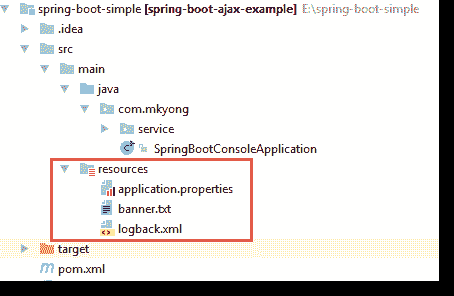 spring-boot-simple [spring-boot-ajax-example] E:\spring-boot-simple
.idea
src
main
java
com.mkyong
service
SpringBootConsoleApplication
resources
application.properties
banner.txt
logback.xml
target
pom.xml